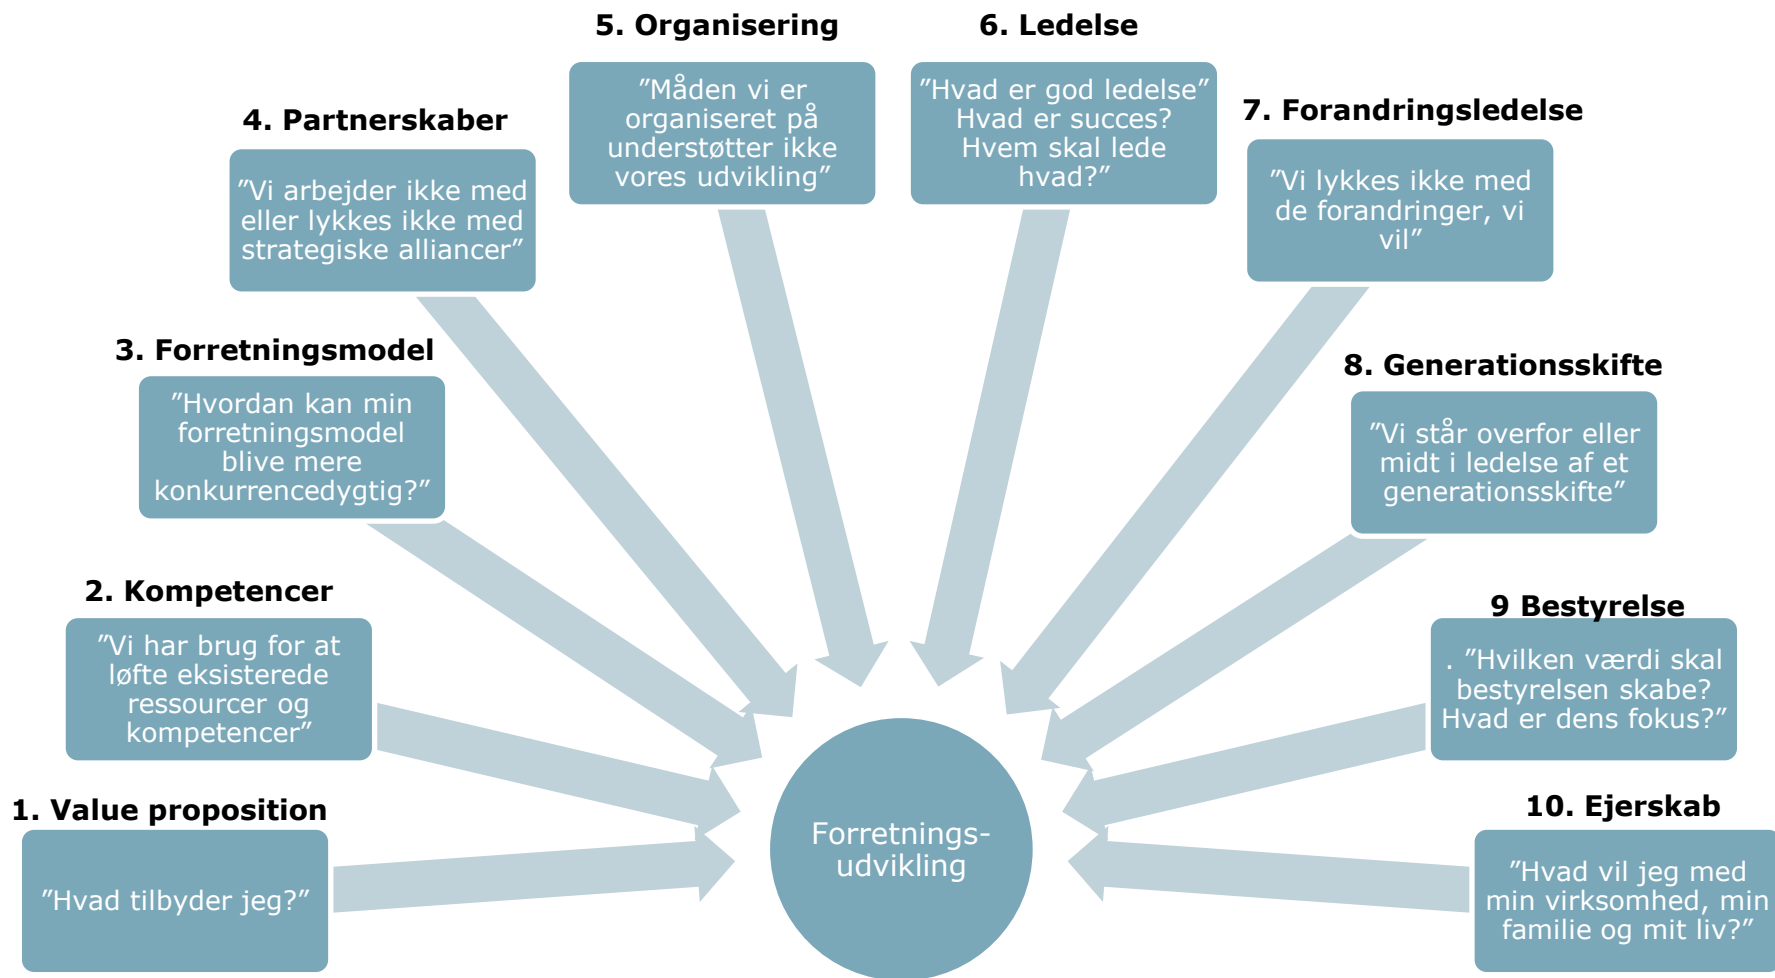 1. Value proposition
”Hvad tilbyder jeg?”
2. Kompetencer
”Vi har brug for at
løfte eksisterede
ressourcer og
kompetencer”
3. Forretningsmodel
”Hvordan kan min
forretningsmodel
blive mere
konkurrencedygtig?”
4. Partnerskaber
”Vi arbejder ikke med
eller lykkes ikke med
strategiske alliancer”
5. Organisering
”Måden vi er
organiseret på
understøtter ikke
vores udvikling”
6. Ledelse
”Hvad er god ledelse”
Hvad er succes?
Hvem skal lede
hvad?”
7. Forandringsledelse
”Vi lykkes ikke med
de forandringer, vi
vil”
8. Generationsskifte
”Vi står overfor eller
midt i ledelse af et
generationsskifte”
9 Bestyrelse
. ”Hvilken værdi skal
bestyrelsen skabe?
Hvad er dens fokus?”
10. Ejerskab
”Hvad vil jeg med
min virksomhed, min
familie og mit liv?”
Forretnings-
udvikling